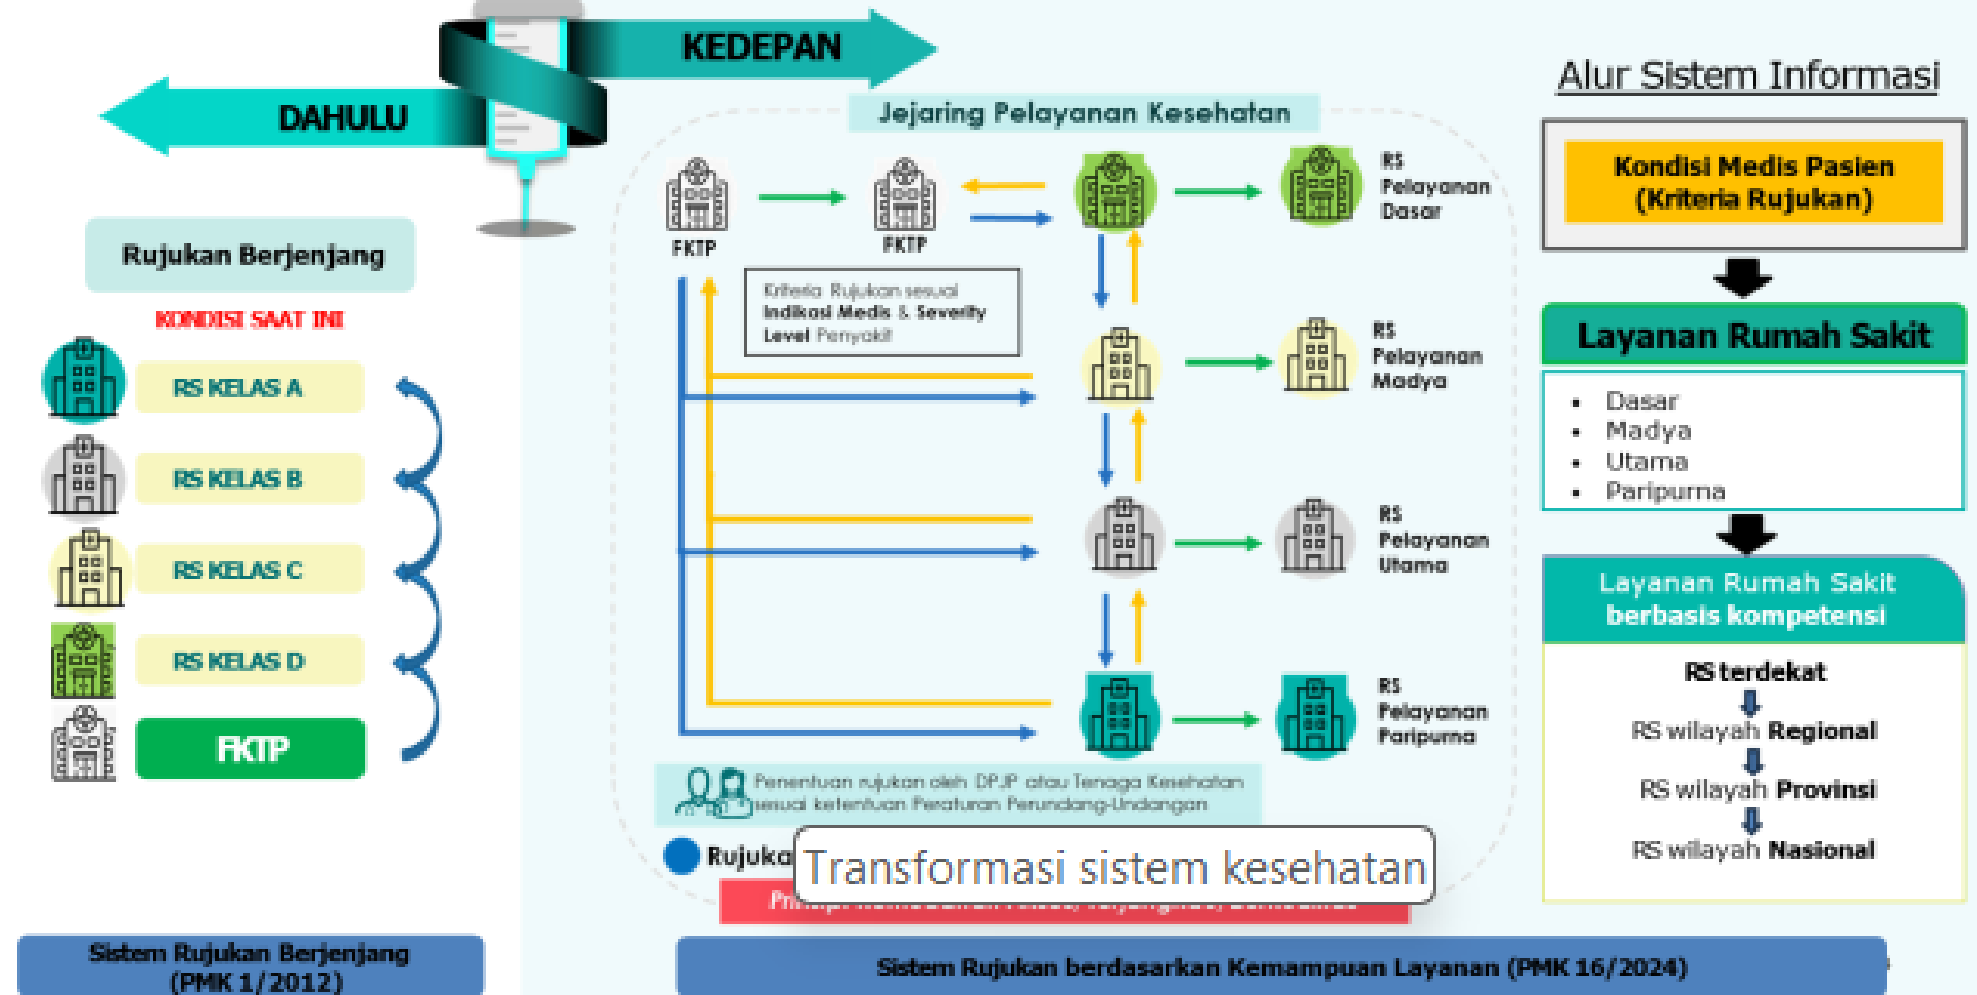 DAHULU
KEDEPAN
Rujukan Berjenjang
KONDISI SAAT INI
RS KELAS A
RS KELAS B
RS KELAS C
RS KELAS D
FKTP
Sistem Rujukan Berjenjang
(PMK 1/2012)
Jejaring Pelayanan Kesehatan
FKTP
FKTP
RS
Pelayanan
Dasar
Kriteria Rujukan sesuai
Indikasi Medis & Severity
Level Penyakit
RS
Pelayanan
Madya
RS
Pelayanan
Utama
RS
Pelayanan
Paripurna
Penentuan rujukan oleh DPJP atau Tenaga Kesehatan
sesuai ketentuan Peraturan Perundang-Undangan
Transformasi sistem kesehatan
Sistem Rujukan berdasarkan Kemampuan Layanan (PMK 16/2024)
Alur Sistem Informasi
Kondisi Medis Pasien
(Kriteria Rujukan)
Layanan Rumah Sakit
• Dasar
• Madya
• Utama
• Paripurna
Layanan Rumah Sakit
berbasis kompetensi
RS terdekat
RS wilayah Regional
RS wilayah Provinsi
RS wilayah Nasional